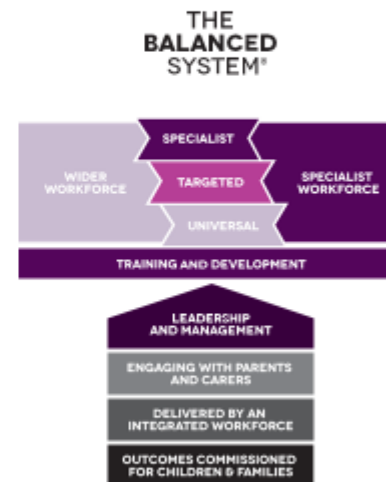 THE
BALANCED
SYSTEM®
SPECIALIST
WIDER
WORKFORCE
TARGETED
SPECIALIST
WORKFORCE
UNIVERSAL
TRAINING AND DEVELOPMENT
LEADERSHIP
AND MANAGEMENT
ENGAGING WITH PARENTS
AND CARERS
DELIVERED BY AN
INTEGRATED WORKFORCE
OUTCOMES COMMISSIONED
FOR CHILDREN & FAMILIES